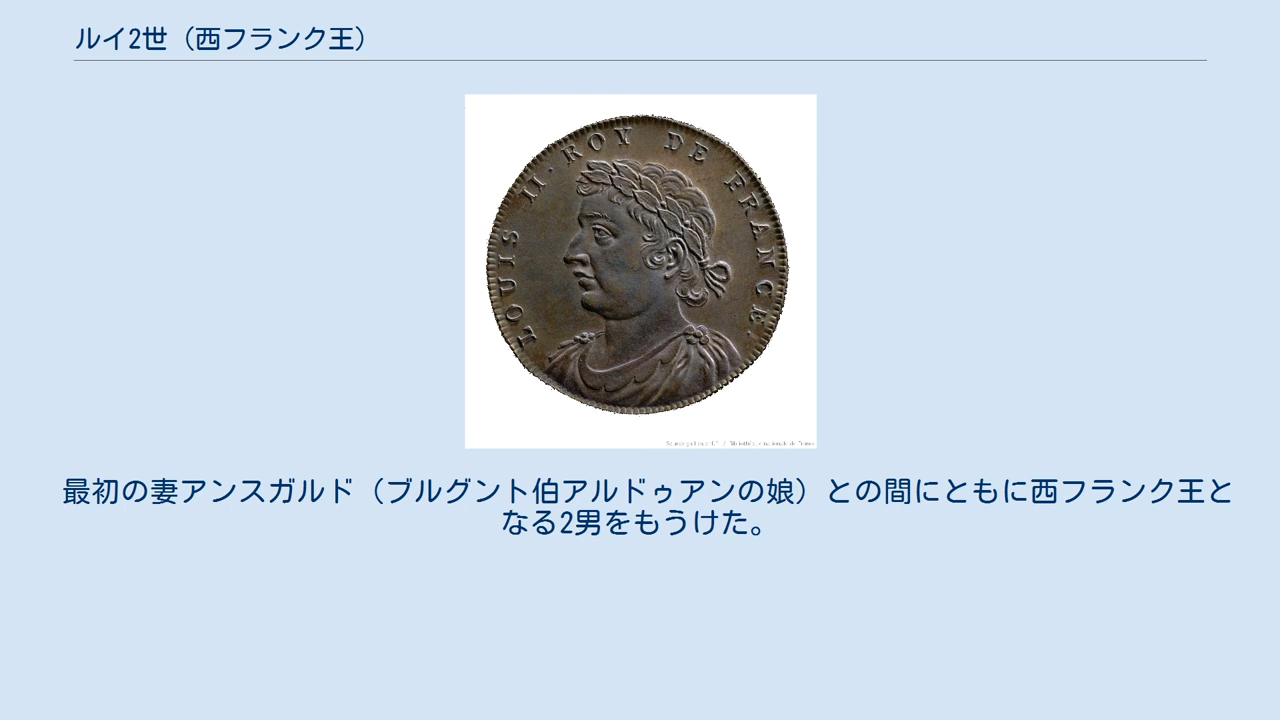 ルイ2世（西フランク王）
LOUIS II · ROY DE FRANCE.
最初の妻アンスガルド（ブルグント伯アルドゥアンの娘）との間にともに西フランク王と
なる2男をもうけた。